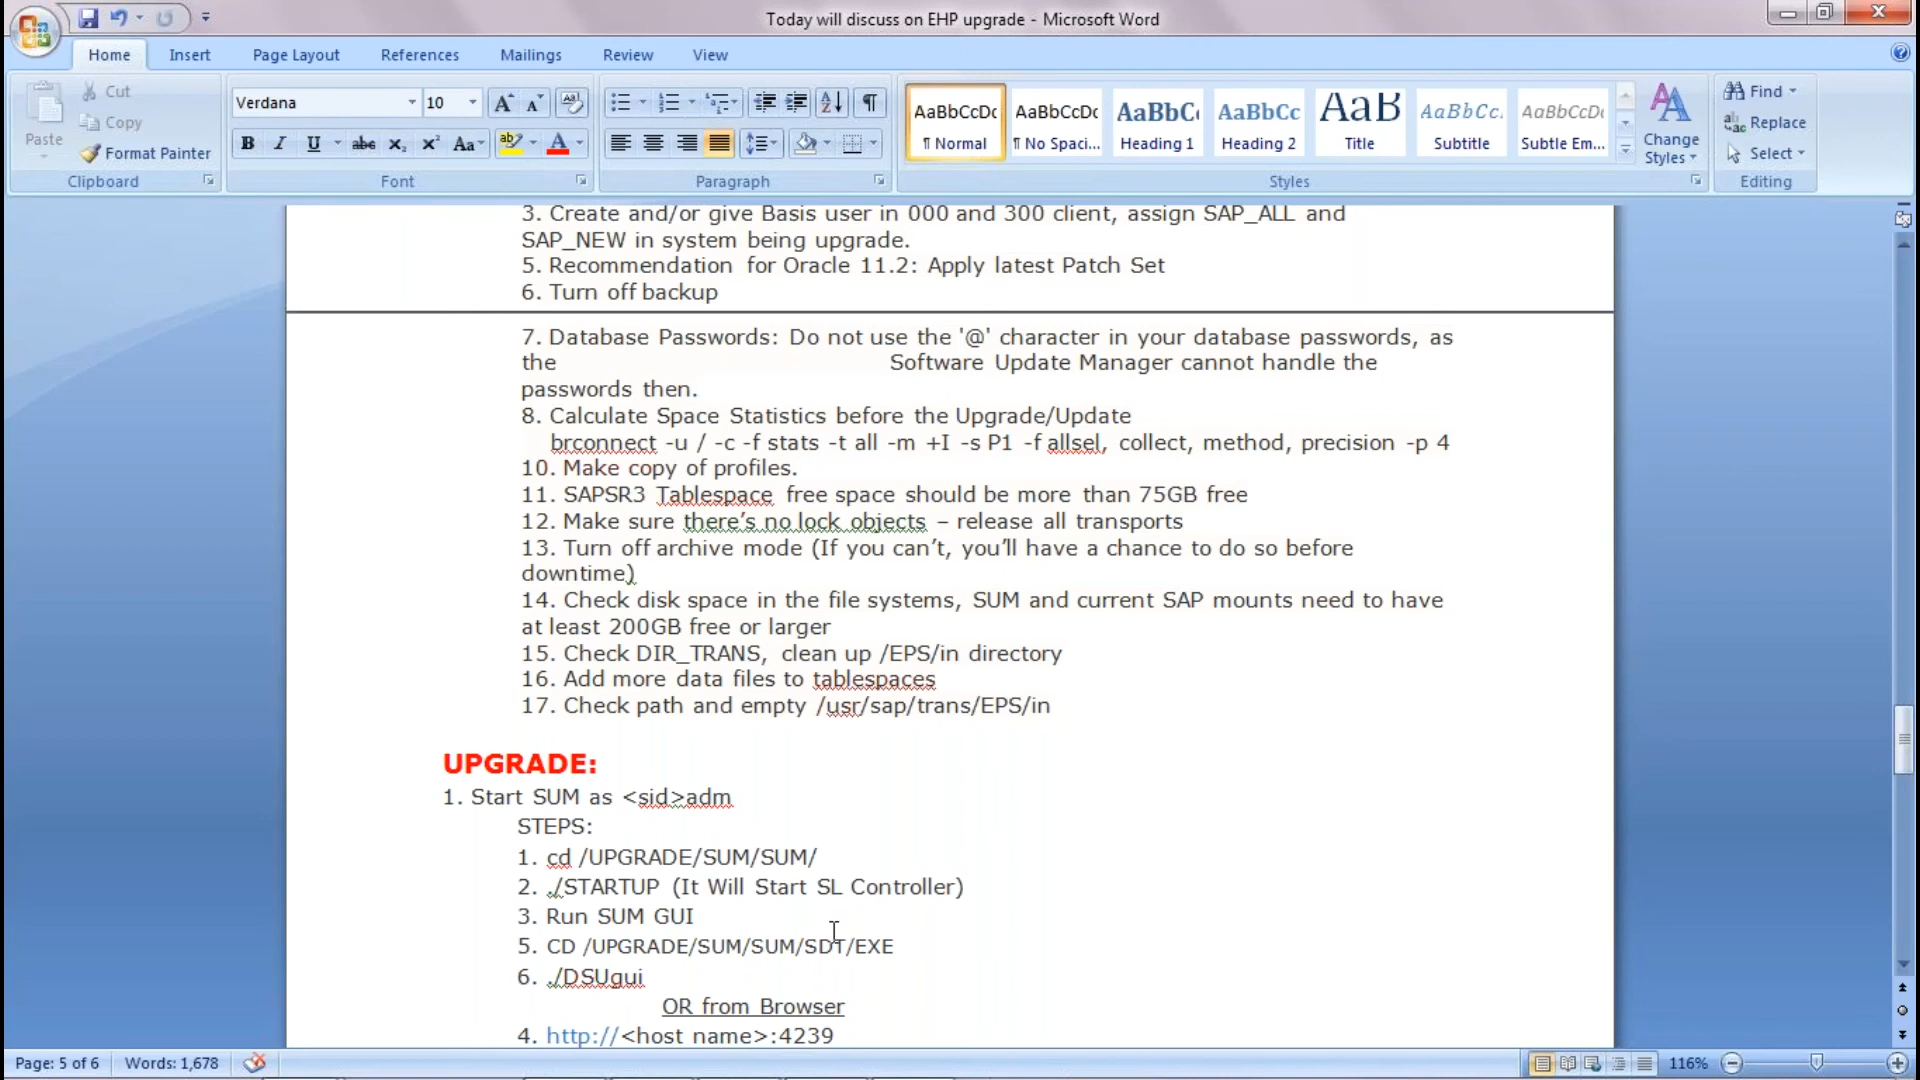 Today will discuss on EHP upgrade - Microsoft Word
Home Insert Page Layout References Mailings Review View
Paste
Cut
Copy
Format Painter
Clipboard
Verdana 10
B I U abc X₂ X² Aa
Font
Paragraph
AaBbCcDc AaBbCcDc AaBbC AaBbCc AaB AaBbCc. AaBbCcDc
¶ Normal ¶ No Spaci... Heading 1 Heading 2 Title Subtitle Subtle Em...
Change
Styles
Styles
Find
Replace
Select
Editing
3. Create and/or give Basis user in 000 and 300 client, assign SAP_ALL and
SAP_NEW in system being upgrade.
5. Recommendation for Oracle 11.2: Apply latest Patch Set
6. Turn off backup
7. Database Passwords: Do not use the '@' character in your database passwords, as
the Software Update Manager cannot handle the
passwords then.
8. Calculate Space Statistics before the Upgrade/Update
brconnect -u / -c -f stats -t all -m +I -s P1 -f allsel, collect, method, precision -p 4
10. Make copy of profiles.
11. SAPSR3 Tablespace free space should be more than 75GB free
12. Make sure there’s no lock objects – release all transports
13. Turn off archive mode (If you can’t, you’ll have a chance to do so before
downtime)
14. Check disk space in the file systems, SUM and current SAP mounts need to have
at least 200GB free or larger
15. Check DIR_TRANS, clean up /EPS/in directory
16. Add more data files to tablespaces
17. Check path and empty /usr/sap/trans/EPS/in
UPGRADE:
1. Start SUM as <sid>adm
STEPS:
1. cd /UPGRADE/SUM/SUM/
2. ./STARTUP (It Will Start SL Controller)
3. Run SUM GUI
5. CD /UPGRADE/SUM/SUM/SDT/EXE
6. ./DSUgui
OR from Browser
4. http://<host name>:4239
Page: 5 of 6 Words: 1,678 116%